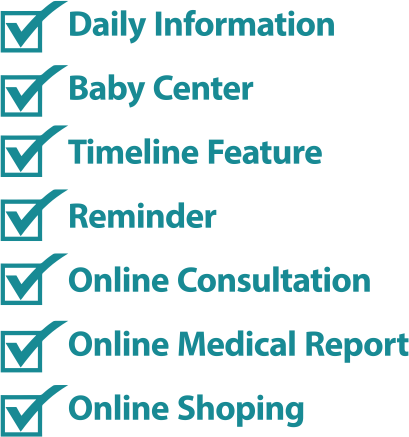 Daily Information
Baby Center
Timeline Feature
Reminder
Online Consultation
Online Medical Report
Online Shoping